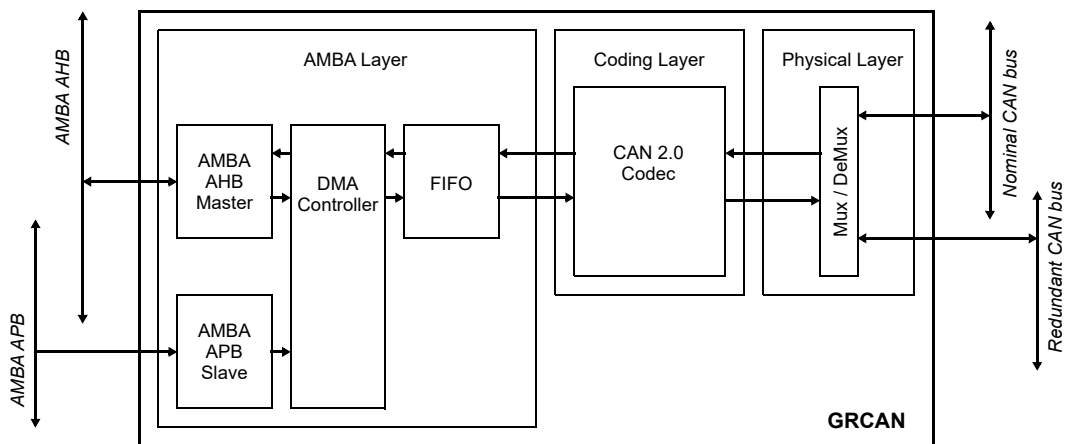 AMBA AHB
AMBA APB
AMBA Layer
Coding Layer
Physical Layer
AMBA
AHB
Master
DMA
Controller
FIFO
CAN 2.0
Codec
Mux / DeMux
AMBA
APB
Slave
Nominal CAN bus
Redundant CAN bus
GRCAN